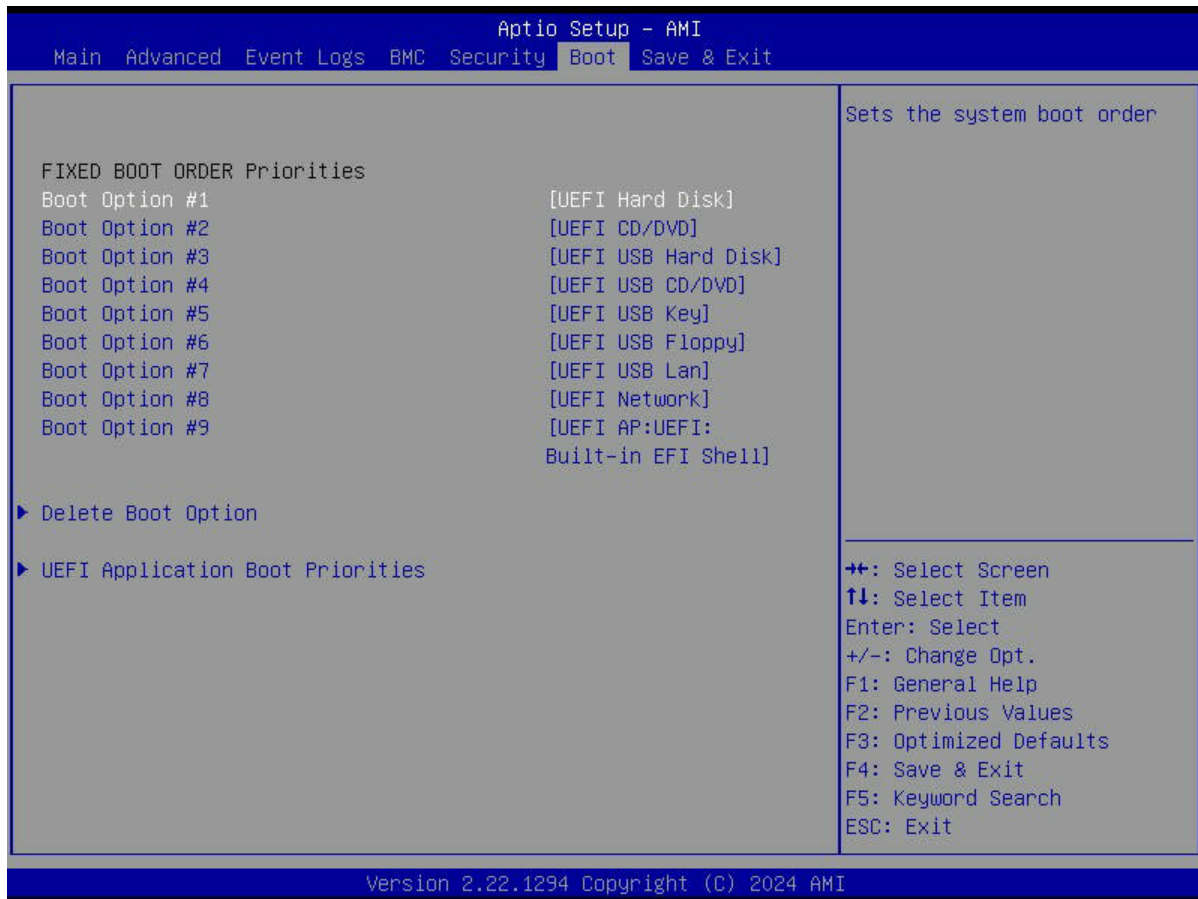 Aptio Setup – AMI
Main Advanced Event Logs BMC Security Boot Save & Exit
Sets the system boot order
FIXED BOOT ORDER Priorities
Boot Option #1 [UEFI Hard Disk]
Boot Option #2 [UEFI CD/DVD]
Boot Option #3 [UEFI USB Hard Disk]
Boot Option #4 [UEFI USB CD/DVD]
Boot Option #5 [UEFI USB Key]
Boot Option #6 [UEFI USB Floppy]
Boot Option #7 [UEFI USB Lan]
Boot Option #8 [UEFI Network]
Boot Option #9 [UEFI AP:UEFI:
Built-in EFI Shell]
Delete Boot Option
UEFI Application Boot Priorities
→←: Select Screen
↑↓: Select Item
Enter: Select
+/-: Change Opt.
F1: General Help
F2: Previous Values
F3: Optimized Defaults
F4: Save & Exit
F5: Keyword Search
ESC: Exit
Version 2.22.1294 Copyright (C) 2024 AMI